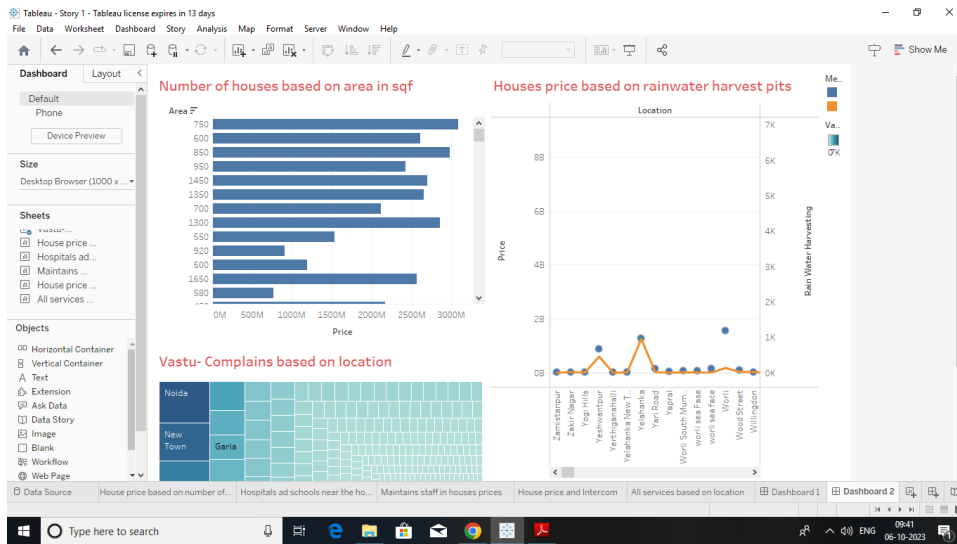 Tableau - Story 1 - Tableau license expires in 13 days
File Data Worksheet Dashboard Story Analysis Map Format Server Window Help
Show Me
Dashboard Layout
Default
Phone
Device Preview
Size
Desktop Browser (1000 x ...
Sheets
House price ...
Hospitals ad...
Maintains ...
House price ...
All services ...
Objects
Horizontal Container
Vertical Container
Text
Extension
Ask Data
Data Story
Image
Blank
Workflow
Web Page
Number of houses based on area in sqf
Area
750
600
850
950
1450
1350
700
1300
550
920
500
1650
580
0M 500M 1000M 1500M 2000M 2500M 3000M
Price
Vastu- Complains based on location
Noida
New Town
Garia
Houses price based on rainwater harvest pits
Location
Price
8B
6B
4B
2B
0B
7K
6K
5K
4K
3K
2K
1K
0K
Rain Water Harvesting
Zamistanpur
Zakir Nagar
Yogi Hills
Yeshwantpur
Yerthiganahalli
Yelahanka New T..
Yelahanka
Yari Road
Yapral
Worli South Mum..
worli sea Fase
worli sea face
Worli
Wood Street
Willingdon
Me..
Va..
Data Source House price based on number of... Hospitals ad schools near the ho... Maintains staff in houses prices House price and Intercom All services based on location Dashboard 1 Dashboard 2
Type here to search
ENG
09:41
06-10-2023